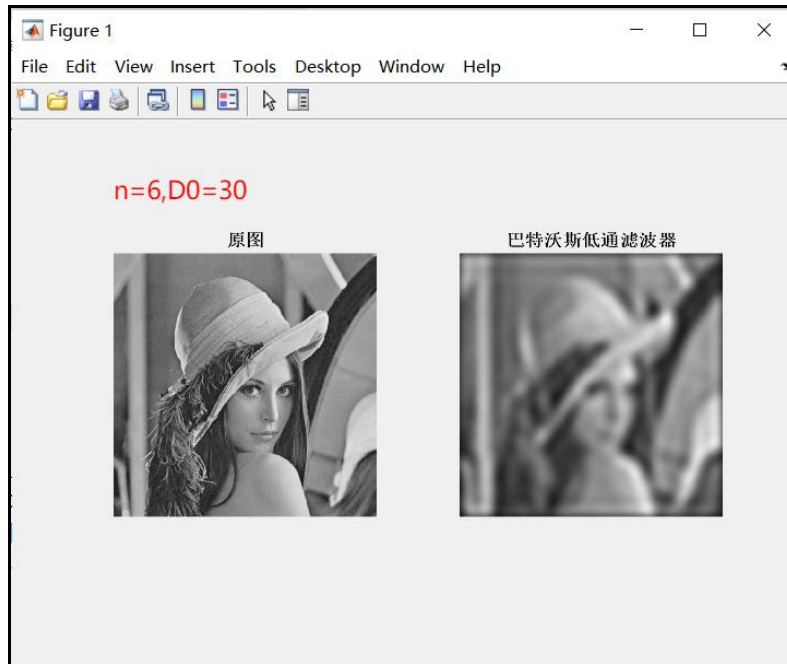 Figure 1
File Edit View Insert Tools Desktop Window Help
n=6,D0=30
原图
巴特沃斯低通滤波器